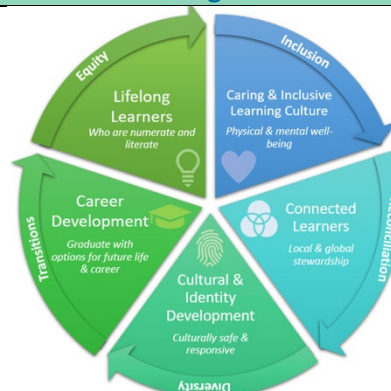 Equity
Inclusion
Lifelong
Learners
Who are numerate and
literate
Caring & Inclusive
Learning Culture
Physical & mental well-
being
Career
Development
Graduate with
options for future life
& career
Connected
Learners
Local & global
stewardship
Cultural &
Identity
Development
Culturally safe &
responsive
Transitions
Diversity